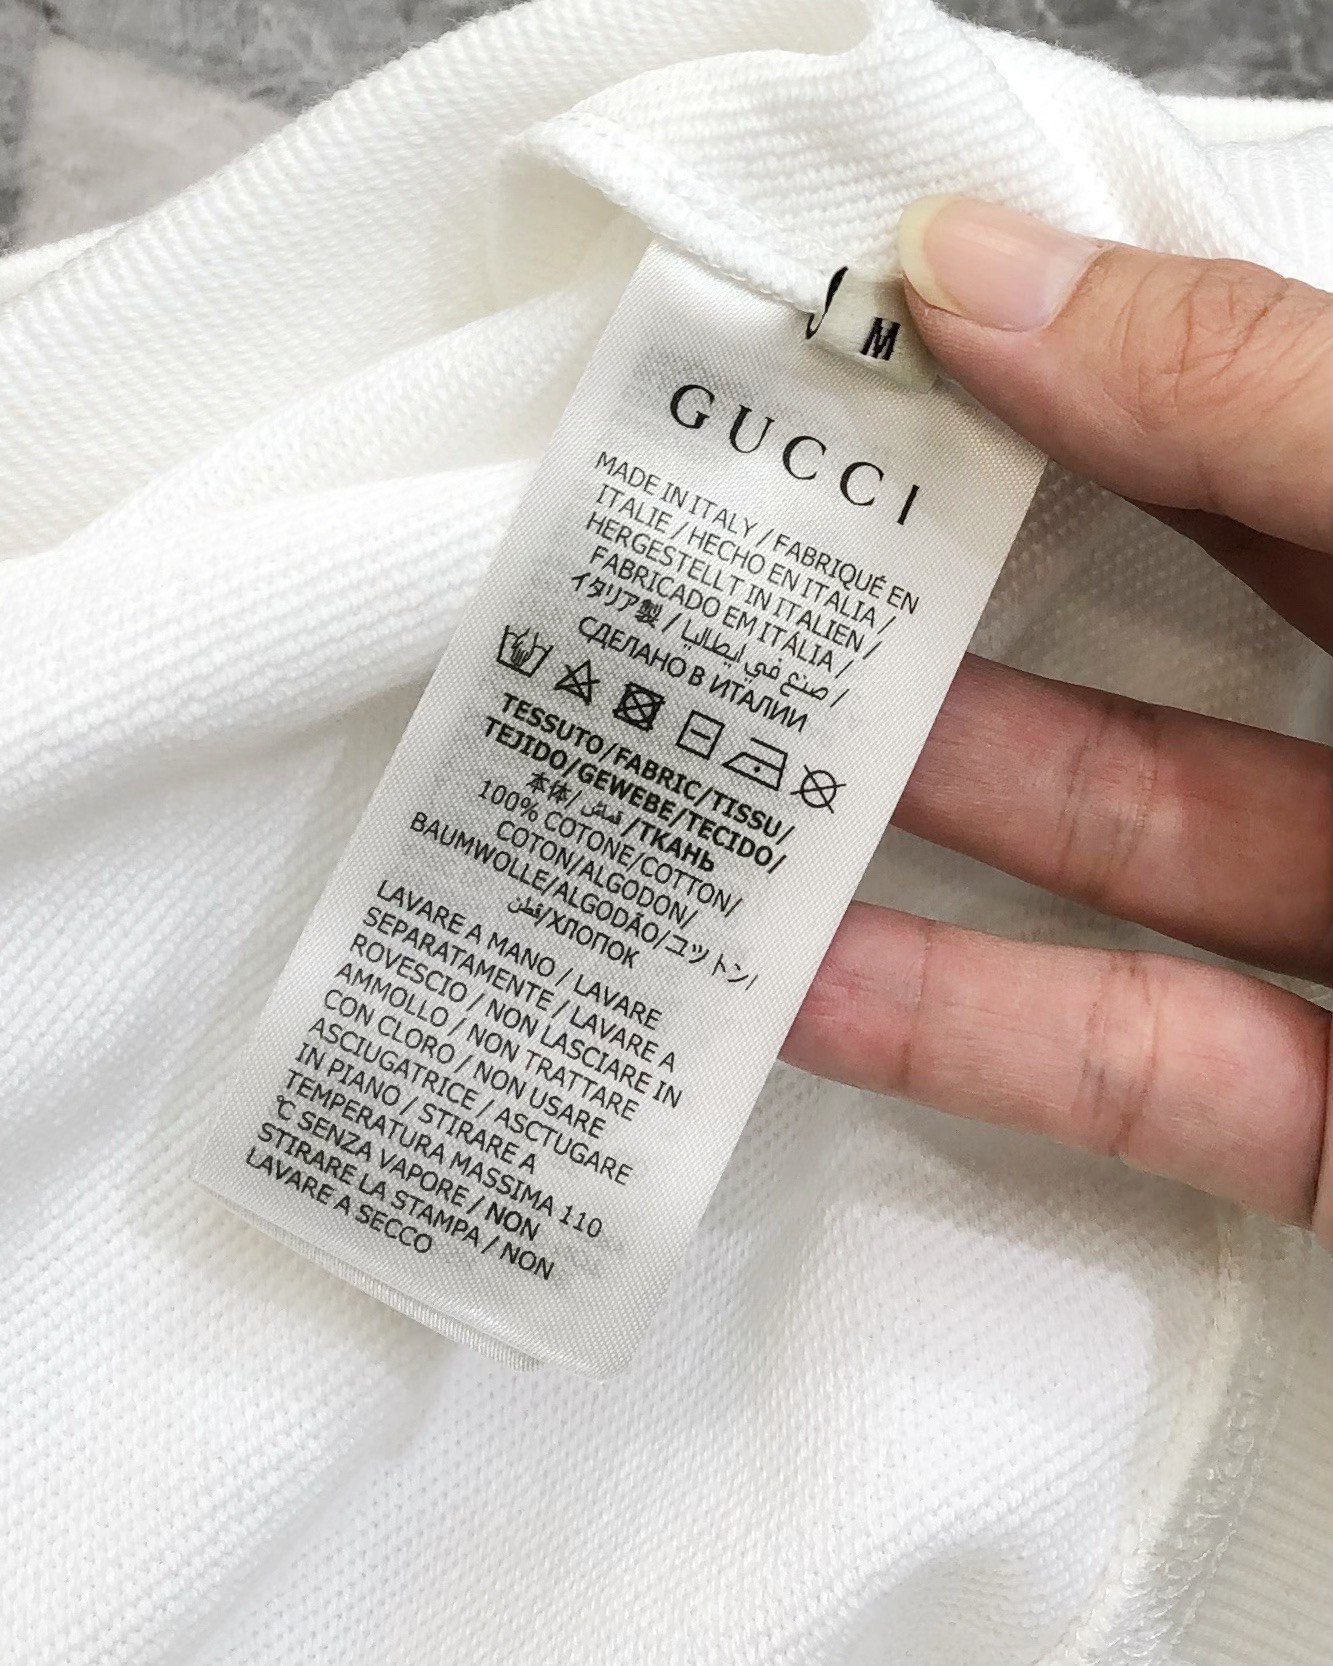 M
GUCCI
MADE IN ITALY / FABRIQUÉ EN
ITALIE / HECHO EN ITALIA /
HERGESTELLT IN ITALIEN /
FABRICADO EM ITÁLIA /
イタリア製 / صنع في ايطاليا /
СДЕЛАНО В ИТАЛИИ
TESSUTO/FABRIC/TISSU/
TEJIDO/GEWEBE/TECIDO/
本体/قماش/ТКАНЬ
100% COTONE/COTTON/
COTON/ALGODON/
BAUMWOLLE/ALGODÃO/ユットン/
قطن/ХЛОПОК
LAVARE A MANO / LAVARE
SEPARATAMENTE / LAVARE A
ROVESCIO / NON LASCIARE IN
AMMOLLO / NON TRATTARE
CON CLORO / NON USARE
ASCIUGATRICE / ASCTUGARE
IN PIANO / STIRARE A
TEMPERATURA MASSIMA 110
℃ SENZA VAPORE / NON
STIRARE LA STAMPA / NON
LAVARE A SECCO